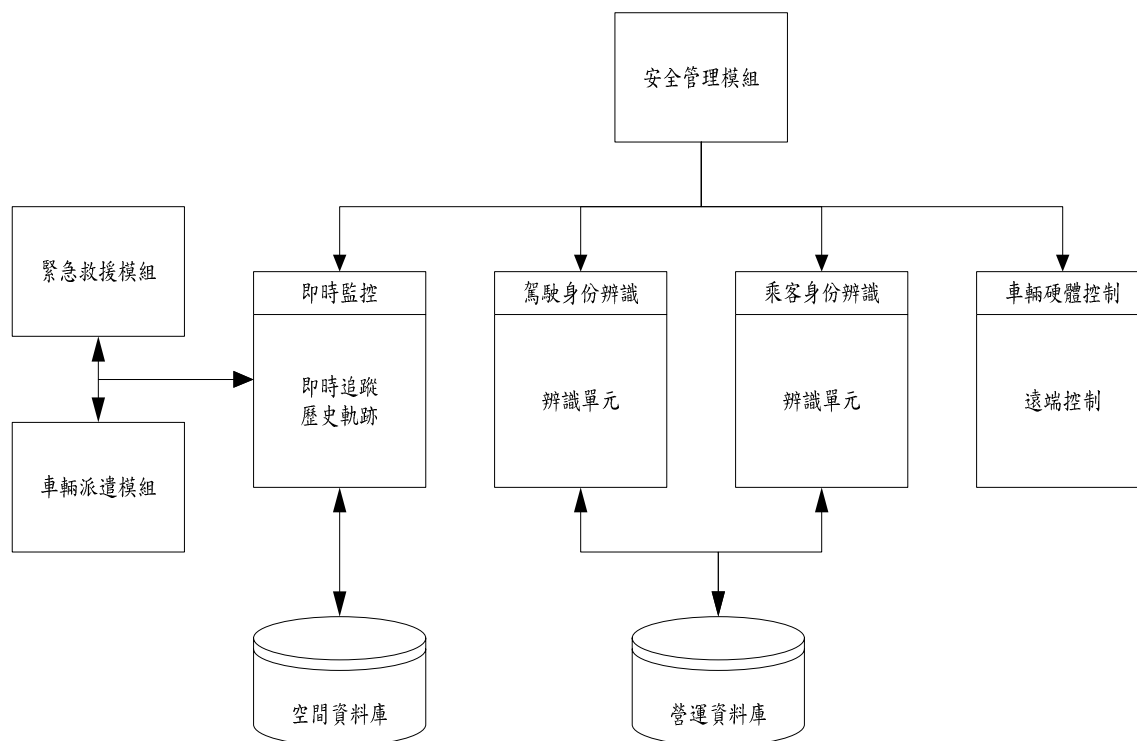 安全管理模組
緊急救援模組
即時監控
駕駛身份辨識
乘客身份辨識
車輛硬體控制
即時追蹤
歷史軌跡
辨識單元
辨識單元
遠端控制
車輛派遣模組
空間資料庫
營運資料庫